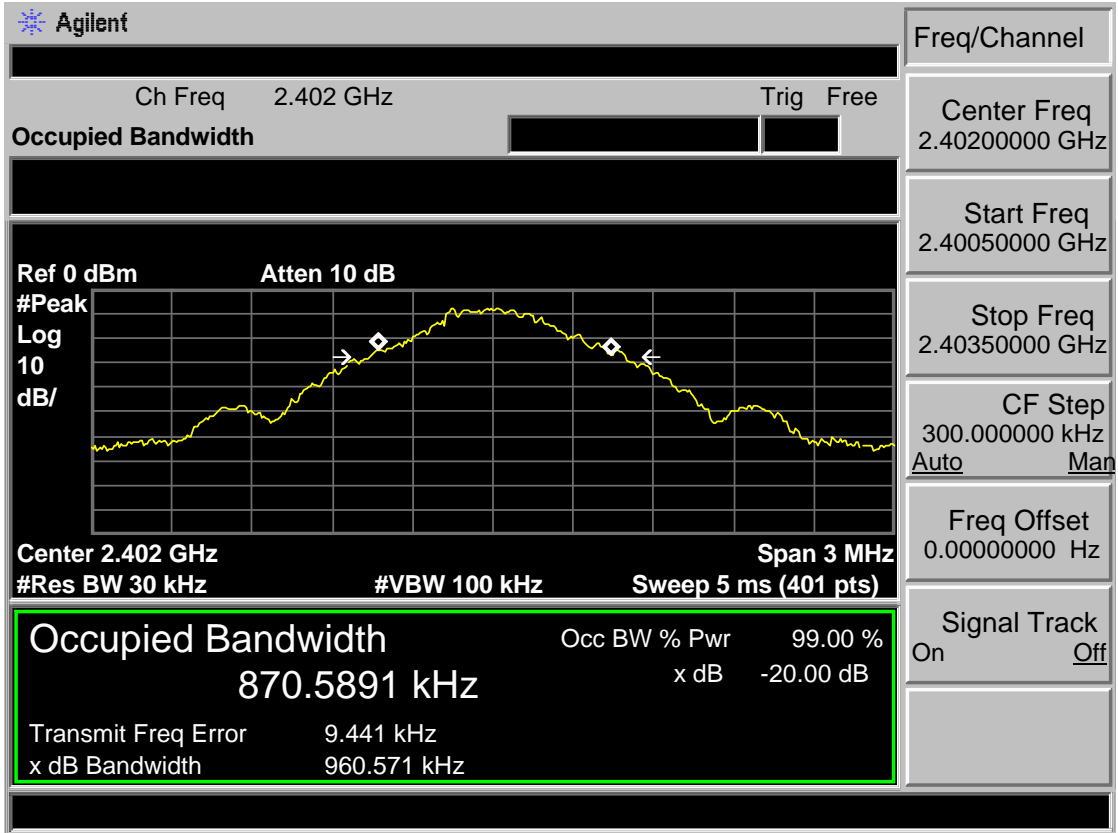 Agilent
Freq/Channel
Ch Freq 2.402 GHz Trig Free
Occupied Bandwidth
Center Freq
2.40200000 GHz
Start Freq
2.40050000 GHz
Stop Freq
2.40350000 GHz
CF Step
300.000000 kHz
Auto Man
Freq Offset
0.00000000 Hz
Signal Track
On Off
Ref 0 dBm Atten 10 dB
#Peak
Log
10
dB/
Center 2.402 GHz Span 3 MHz
#Res BW 30 kHz #VBW 100 kHz Sweep 5 ms (401 pts)
Occupied Bandwidth Occ BW % Pwr 99.00 %
870.5891 kHz x dB -20.00 dB
Transmit Freq Error 9.441 kHz
x dB Bandwidth 960.571 kHz